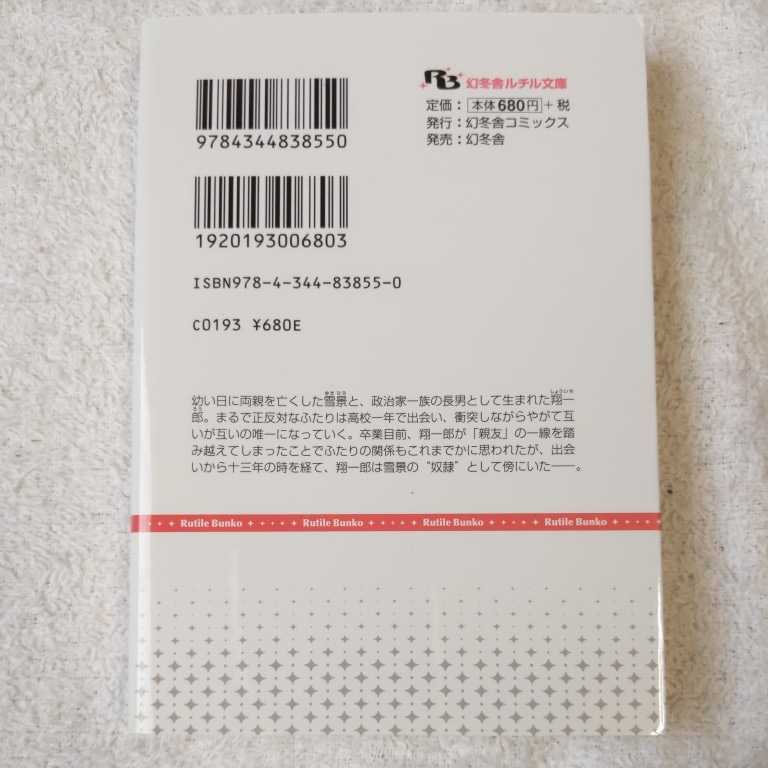 9784344838550
1920193006803
ISBN978-4-344-83855-0
C0193 ¥680E
RB 幻冬舎ルチル文庫
定価：本体680円＋税
発行：幻冬舎コミックス
発売：幻冬舎
幼い日に両親を亡くした雪景と、政治家一族の長男として生まれた翔一
郎。まるで正反対なふたりは高校一年で出会い、衝突しながらやがて互
いが互いの唯一になっていく。卒業目前、翔一郎が「親友」の一線を踏
み越えてしまったことでふたりの関係もこれまでかに思われたが、出会
いから十三年の時を経て、翔一郎は雪景の“奴隷”として傍にいた──。
Rutile Bunko Rutile Bunko Rutile Bunko Rutile Bunko